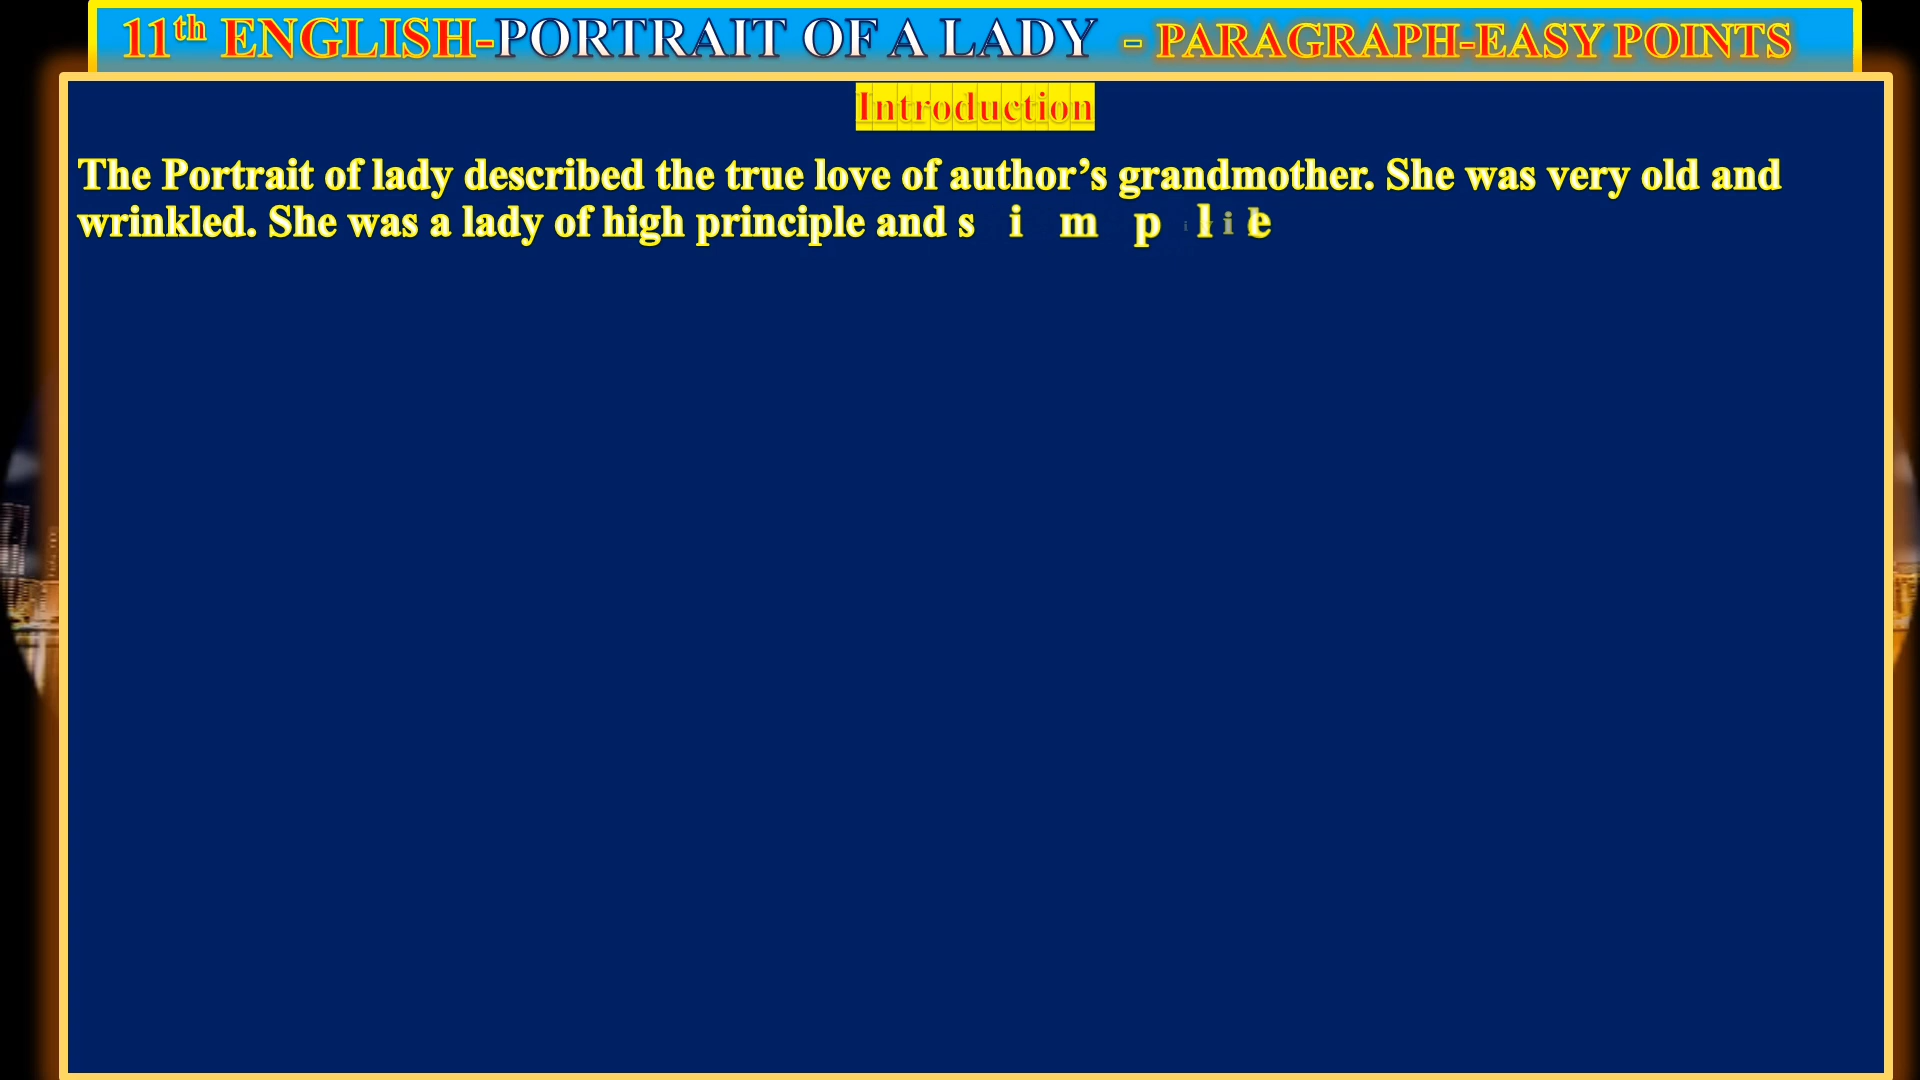 11th ENGLISH-PORTRAIT OF A LADY - PARAGRAPH-EASY POINTS
Introduction
The Portrait of lady described the true love of author’s grandmother. She was very old and
wrinkled. She was a lady of high principle and simple